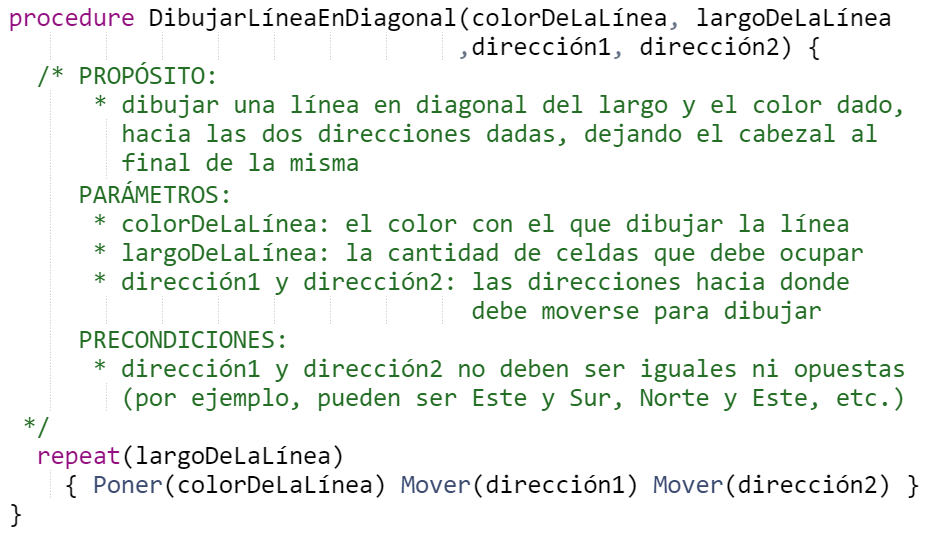 procedure DibujarLíneaEnDiagonal(colorDeLaLínea, largoDeLaLínea
                                ,dirección1, dirección2) {
  /* PROPÓSITO:
      * dibujar una línea en diagonal del largo y el color dado,
        hacia las dos direcciones dadas, dejando el cabezal al
        final de la misma
     PARÁMETROS:
      * colorDeLaLínea: el color con el que dibujar la línea
      * largoDeLaLínea: la cantidad de celdas que debe ocupar
      * dirección1 y dirección2: las direcciones hacia donde
                                 debe moverse para dibujar
     PRECONDICIONES:
      * dirección1 y dirección2 no deben ser iguales ni opuestas
        (por ejemplo, pueden ser Este y Sur, Norte y Este, etc.)
 */
  repeat(largoDeLaLínea)
    { Poner(colorDeLaLínea) Mover(dirección1) Mover(dirección2) }
}